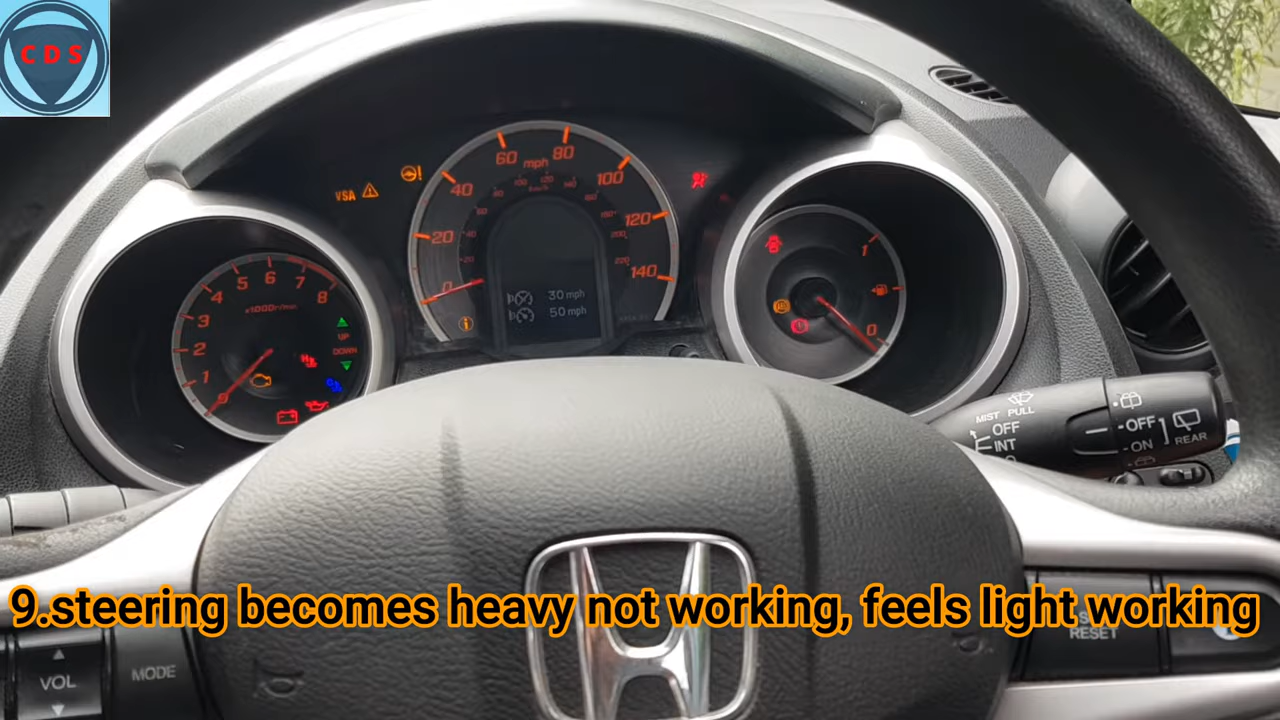 CDS
60 mph 80
40 100
20 120
0 140
VSA
30 mph
50 mph
x1000r/min
1 2 3 4 5 6 7 8
0
UP
DOWN
1
0
MIST PULL
OFF
INT
OFF
ON
REAR
9.steering becomes heavy not working, feels light working
VOL
MODE
RESET